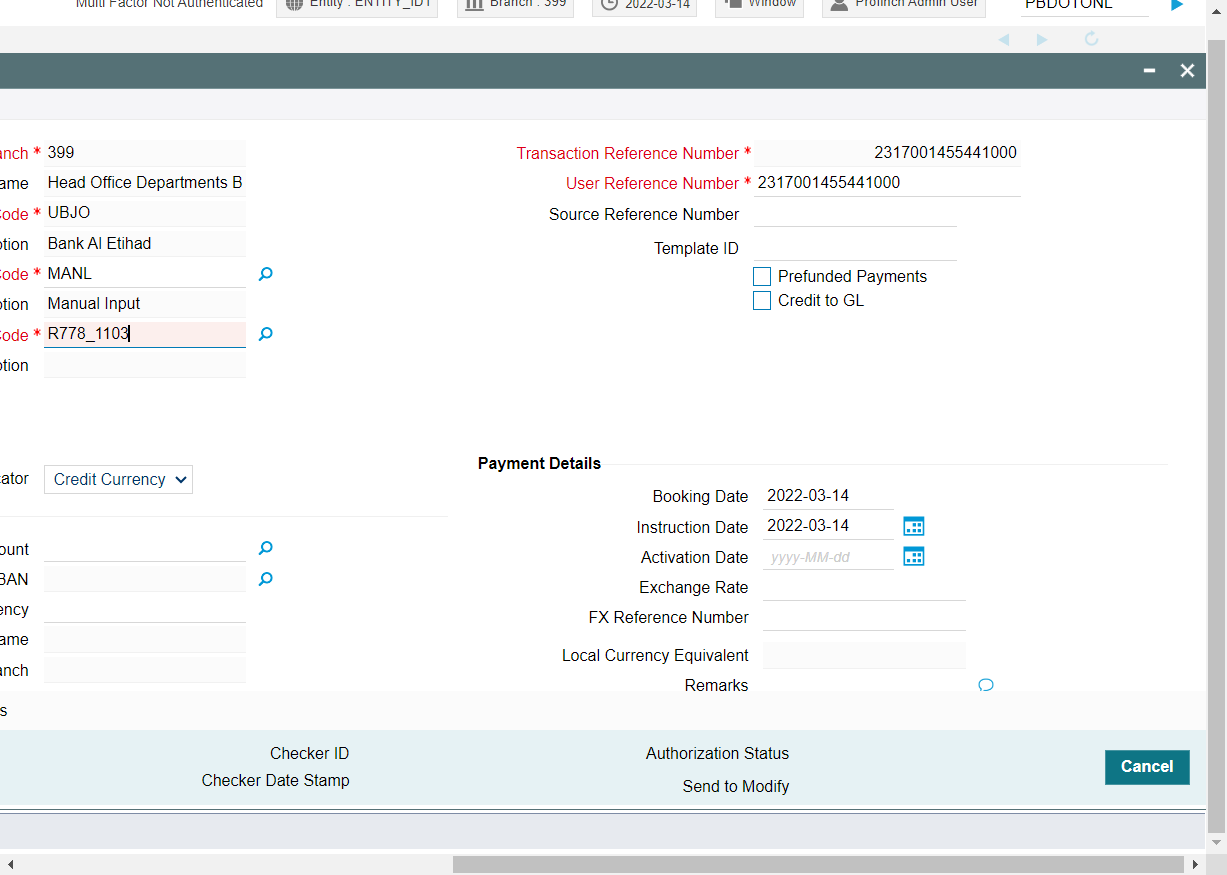 Multi Factor Not Authenticated Entity : ENTITY_ID1 Branch : 399 2022-03-14 Window Profinch Admin User PBDOTONL
anch * 399 Transaction Reference Number * 2317001455441000
ame Head Office Departments B User Reference Number * 2317001455441000
Code * UBJO Source Reference Number
ption Bank Al Etihad Template ID
Code * MANL Prefunded Payments
ption Manual Input Credit to GL
Code * R778_1103
ption
Payment Details
cator Credit Currency
Booking Date 2022-03-14
Instruction Date 2022-03-14
ount Activation Date yyyy-MM-dd
BAN Exchange Rate
ency FX Reference Number
ame Local Currency Equivalent
anch Remarks
s
Checker ID Authorization Status Cancel
Checker Date Stamp Send to Modify